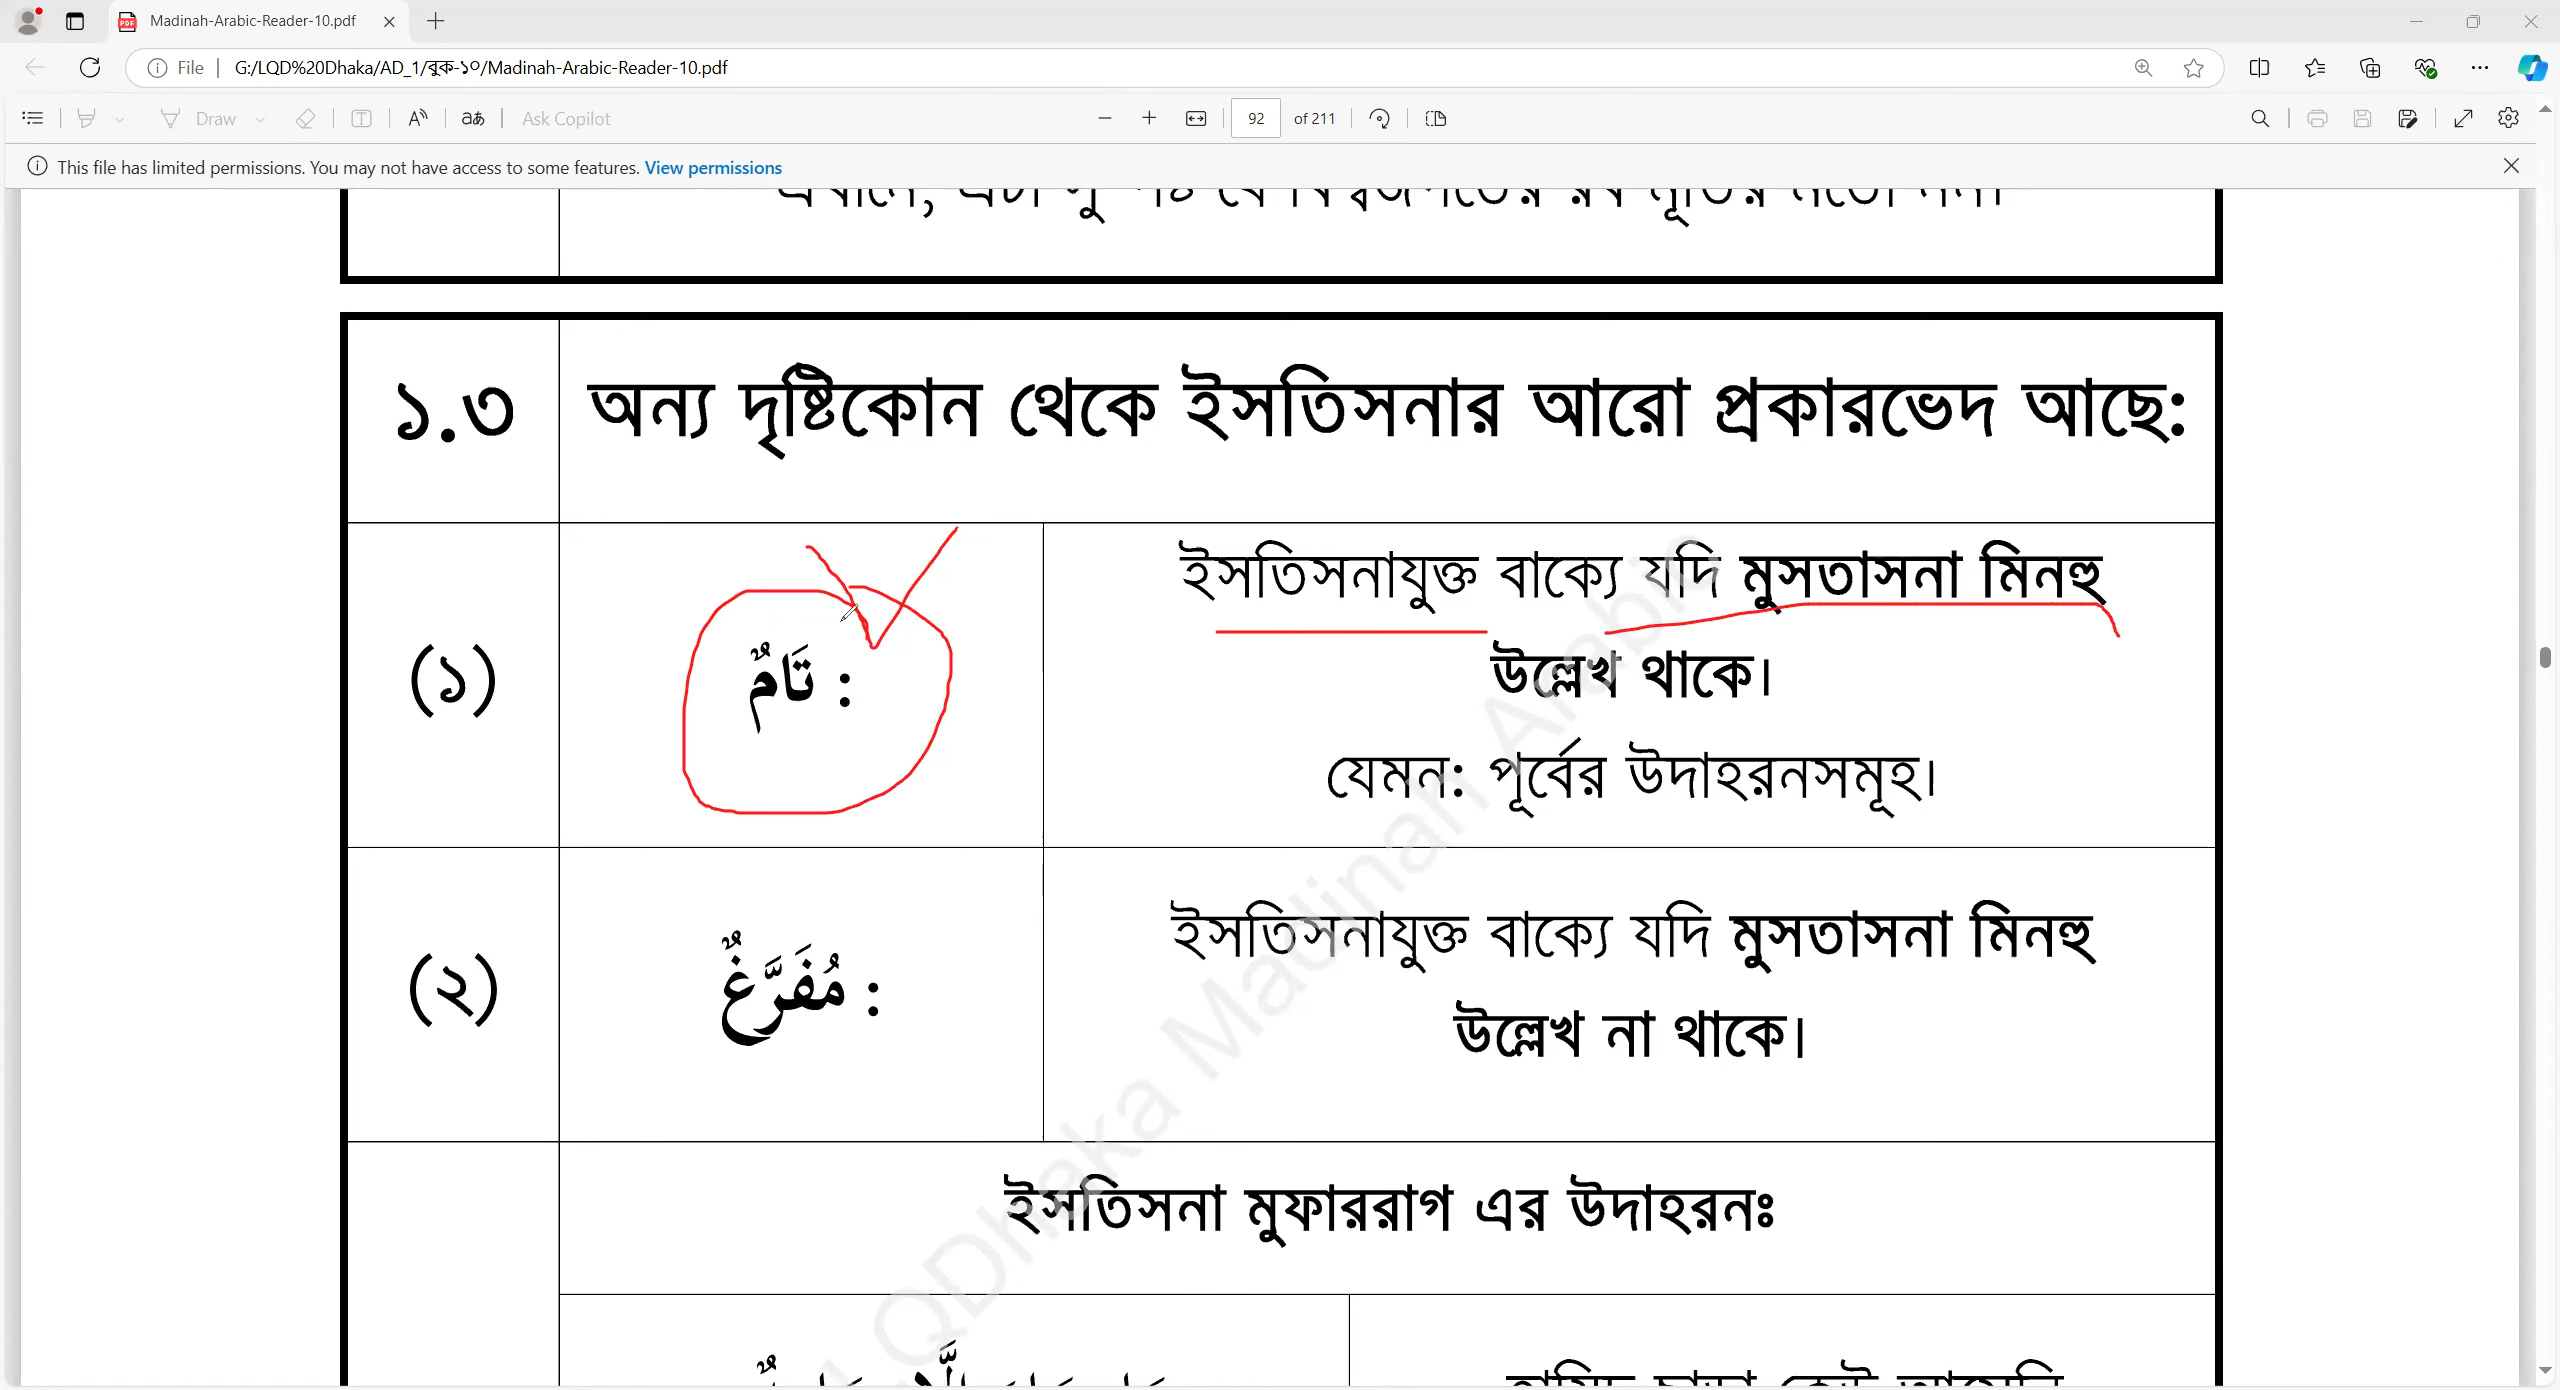 Madinah-Arabic-Reader-10.pdf
File G:/LQD%20Dhaka/AD_1/বুক-১০/Madinah-Arabic-Reader-10.pdf
Draw Ask Copilot 92 of 211
This file has limited permissions. You may not have access to some features. View permissions
১.৩ অন্য দৃষ্টিকোন থেকে ইসতিসনার আরো প্রকারভেদ আছে:
(১) تَامٌّ : ইসতিসনাযুক্ত বাক্যে যদি মুসতাসনা মিনহু
উল্লেখ থাকে।
যেমন: পূর্বের উদাহরনসমূহ।
(২) مُفَرَّغٌ : ইসতিসনাযুক্ত বাক্যে যদি মুসতাসনা মিনহু
উল্লেখ না থাকে।
ইসতিসনা মুফাররাগ এর উদাহরনঃ
LQDhaka Madinah Arabic